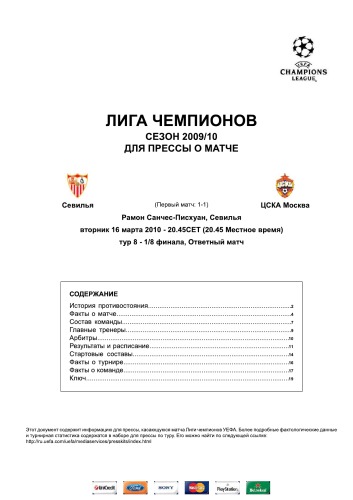 UEFA
CHAMPIONS
LEAGUE
ЛИГА ЧЕМПИОНОВ
СЕЗОН 2009/10
ДЛЯ ПРЕССЫ О МАТЧЕ
Севилья (Первый матч: 1-1) ЦСКА Москва
Рамон Санчес-Писхуан, Севилья
вторник 16 марта 2010 - 20.45CET (20.45 Местное время)
тур 8 - 1/8 финала, Ответный матч
СОДЕРЖАНИЕ
История противостояния...2
Факты о матче...4
Состав команды...7
Главные тренеры...9
Арбитры...10
Результаты и расписание...11
Стартовые составы...14
Факты о турнире...16
Факты о команде...17
Ключ...19
Этот документ содержит информацию для прессы, касающуюся матча Лиги чемпионов УЕФА. Более подробные фактологические данные
и турнирная статистика содержатся в наборе для прессы по туру. Его можно найти по следующей ссылке:
http://ru.uefa.com/uefa/mediaservices/presskits/index.html
UniCredit Ford SONY MasterCard PlayStation Heineken